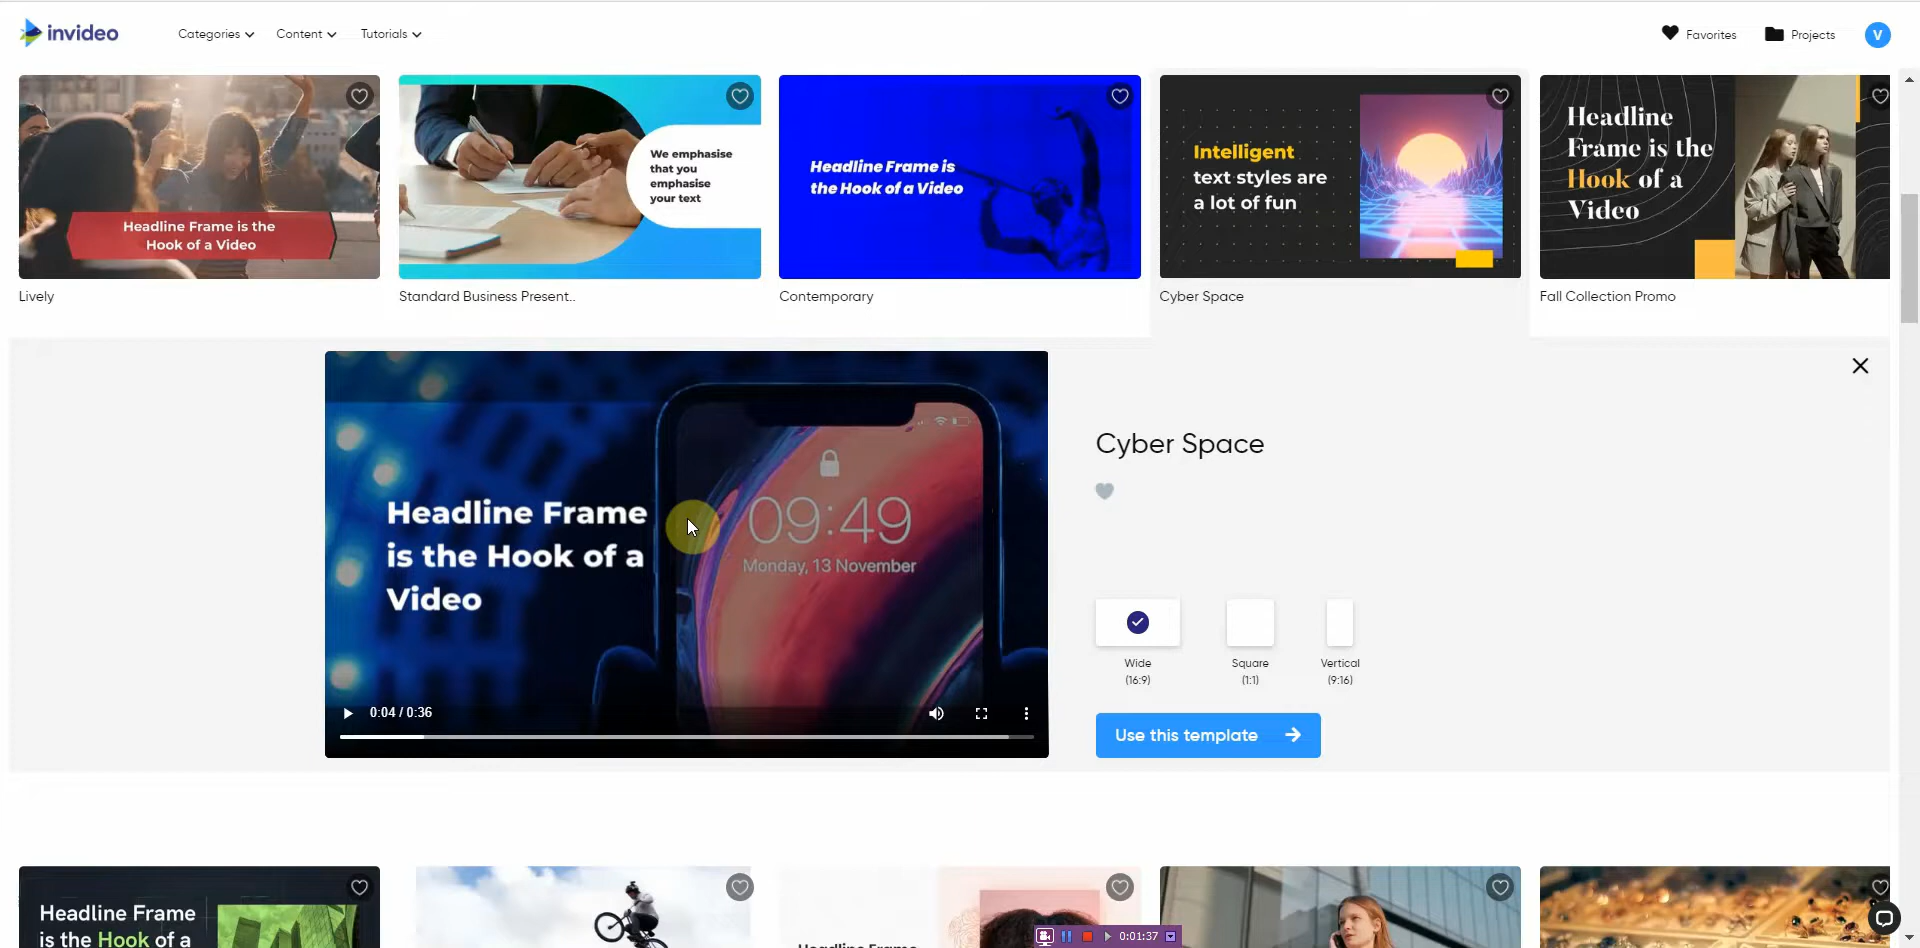 invideo
Categories
Content
Tutorials
Favorites
Projects
V
Headline Frame is the
Hook of a Video
We emphasise
that you
emphasise
your text
Headline Frame is
the Hook of a Video
Intelligent
text styles are
a lot of fun
Headline
Frame is the
Hook of a
Video
Lively
Standard Business Present..
Contemporary
Cyber Space
Fall Collection Promo
Headline Frame
is the Hook of a
Video
09:49
Monday, 13 November
0:04 / 0:36
Cyber Space
Wide
(16:9)
Square
(1:1)
Vertical
(9:16)
Use this template
Headline Frame
is the Hook of a
Headline Frame
0:01:37